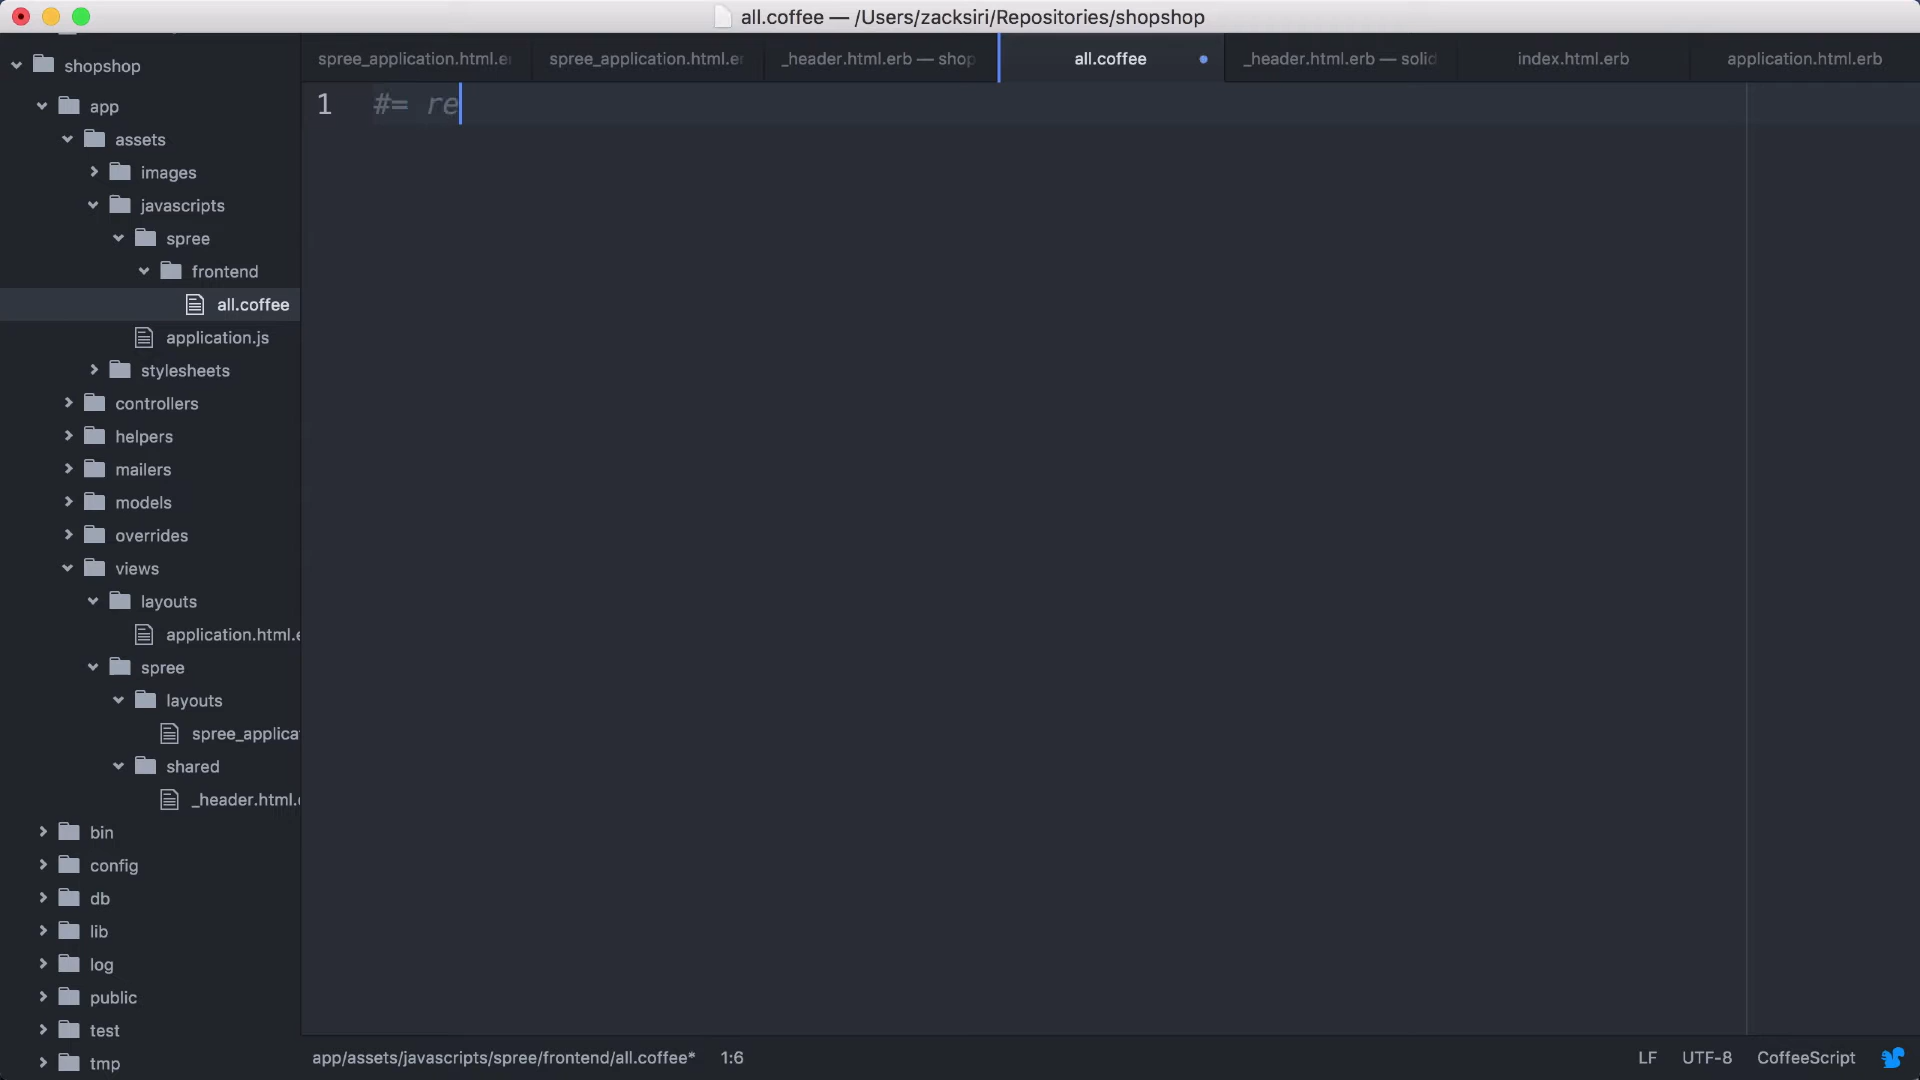 all.coffee — /Users/zacksiri/Repositories/shopshop
shopshop
app
assets
images
javascripts
spree
frontend
all.coffee
application.js
stylesheets
controllers
helpers
mailers
models
overrides
views
layouts
application.html.e
spree
layouts
spree_applica
shared
_header.html.
bin
config
db
lib
log
public
test
tmp
spree_application.html.er
spree_application.html.er
_header.html.erb — shop
all.coffee
_header.html.erb — solid
index.html.erb
application.html.erb
1 #= re
app/assets/javascripts/spree/frontend/all.coffee* 1:6
LF UTF-8 CoffeeScript